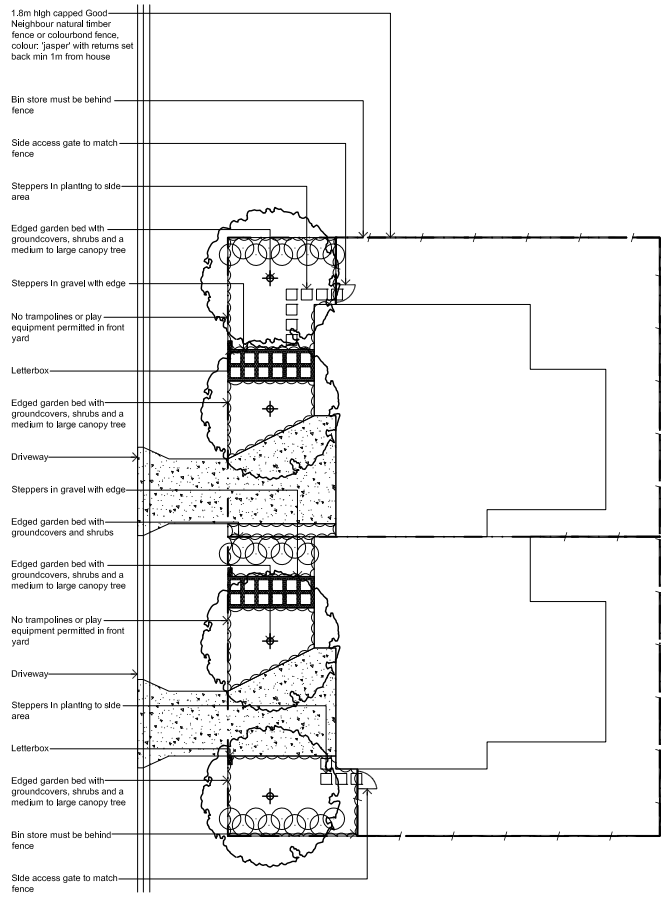 1.8m high capped Good
Neighbour natural timber
fence or colourbond fence,
colour: 'jasper' with returns set
back min 1m from house
Bin store must be behind
fence
Side access gate to match
fence
Steppers in planting to side
area
Edged garden bed with
groundcovers, shrubs and a
medium to large canopy tree
Steppers in gravel with edge
No trampolines or play
equipment permitted in front
yard
Letterbox
Edged garden bed with
groundcovers, shrubs and a
medium to large canopy tree
Driveway
Steppers in gravel with edge
Edged garden bed with
groundcovers and shrubs
Edged garden bed with
groundcovers, shrubs and a
medium to large canopy tree
No trampolines or play
equipment permitted in front
yard
Driveway
Steppers in planting to side
area
Letterbox
Edged garden bed with
groundcovers, shrubs and a
medium to large canopy tree
Bin store must be behind
fence
Side access gate to match
fence